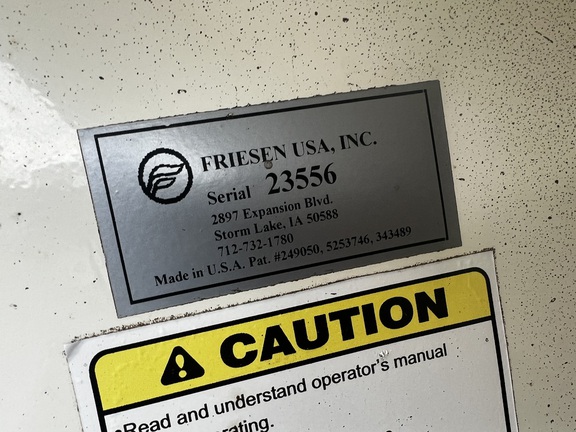 FRIESEN USA, INC.
Serial 23556
2897 Expansion Blvd.
Storm Lake, IA 50588
712-732-1780
Made in U.S.A. Pat. #249050, 5253746, 343489
CAUTION
•Read and understand operator's manual